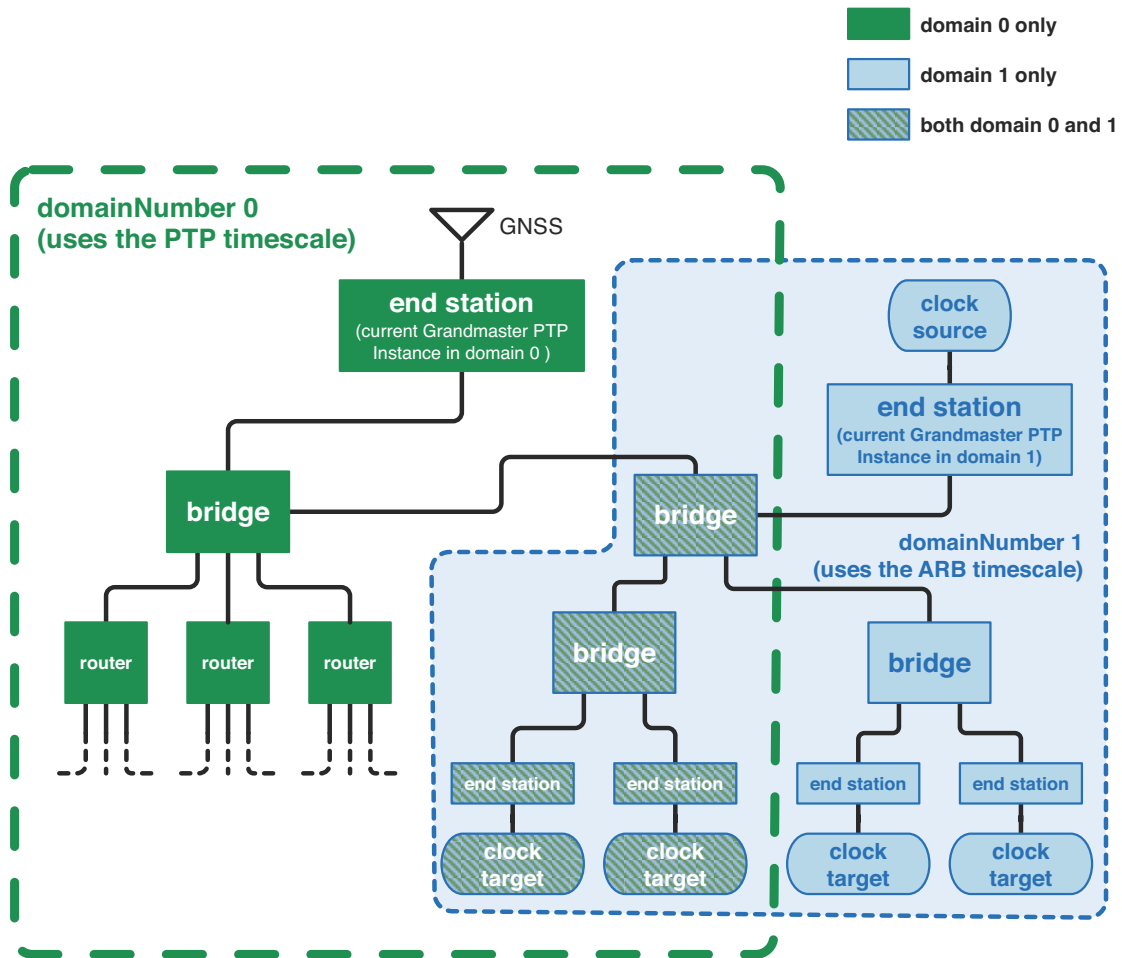 domain 0 only
domain 1 only
both domain 0 and 1
domainNumber 0
(uses the PTP timescale)
GNSS
end station
(current Grandmaster PTP
Instance in domain 0 )
clock
source
end station
(current Grandmaster PTP
Instance in domain 1)
bridge
bridge
domainNumber 1
(uses the ARB timescale)
router
router
router
bridge
bridge
end station
end station
end station
end station
clock
target
clock
target
clock
target
clock
target